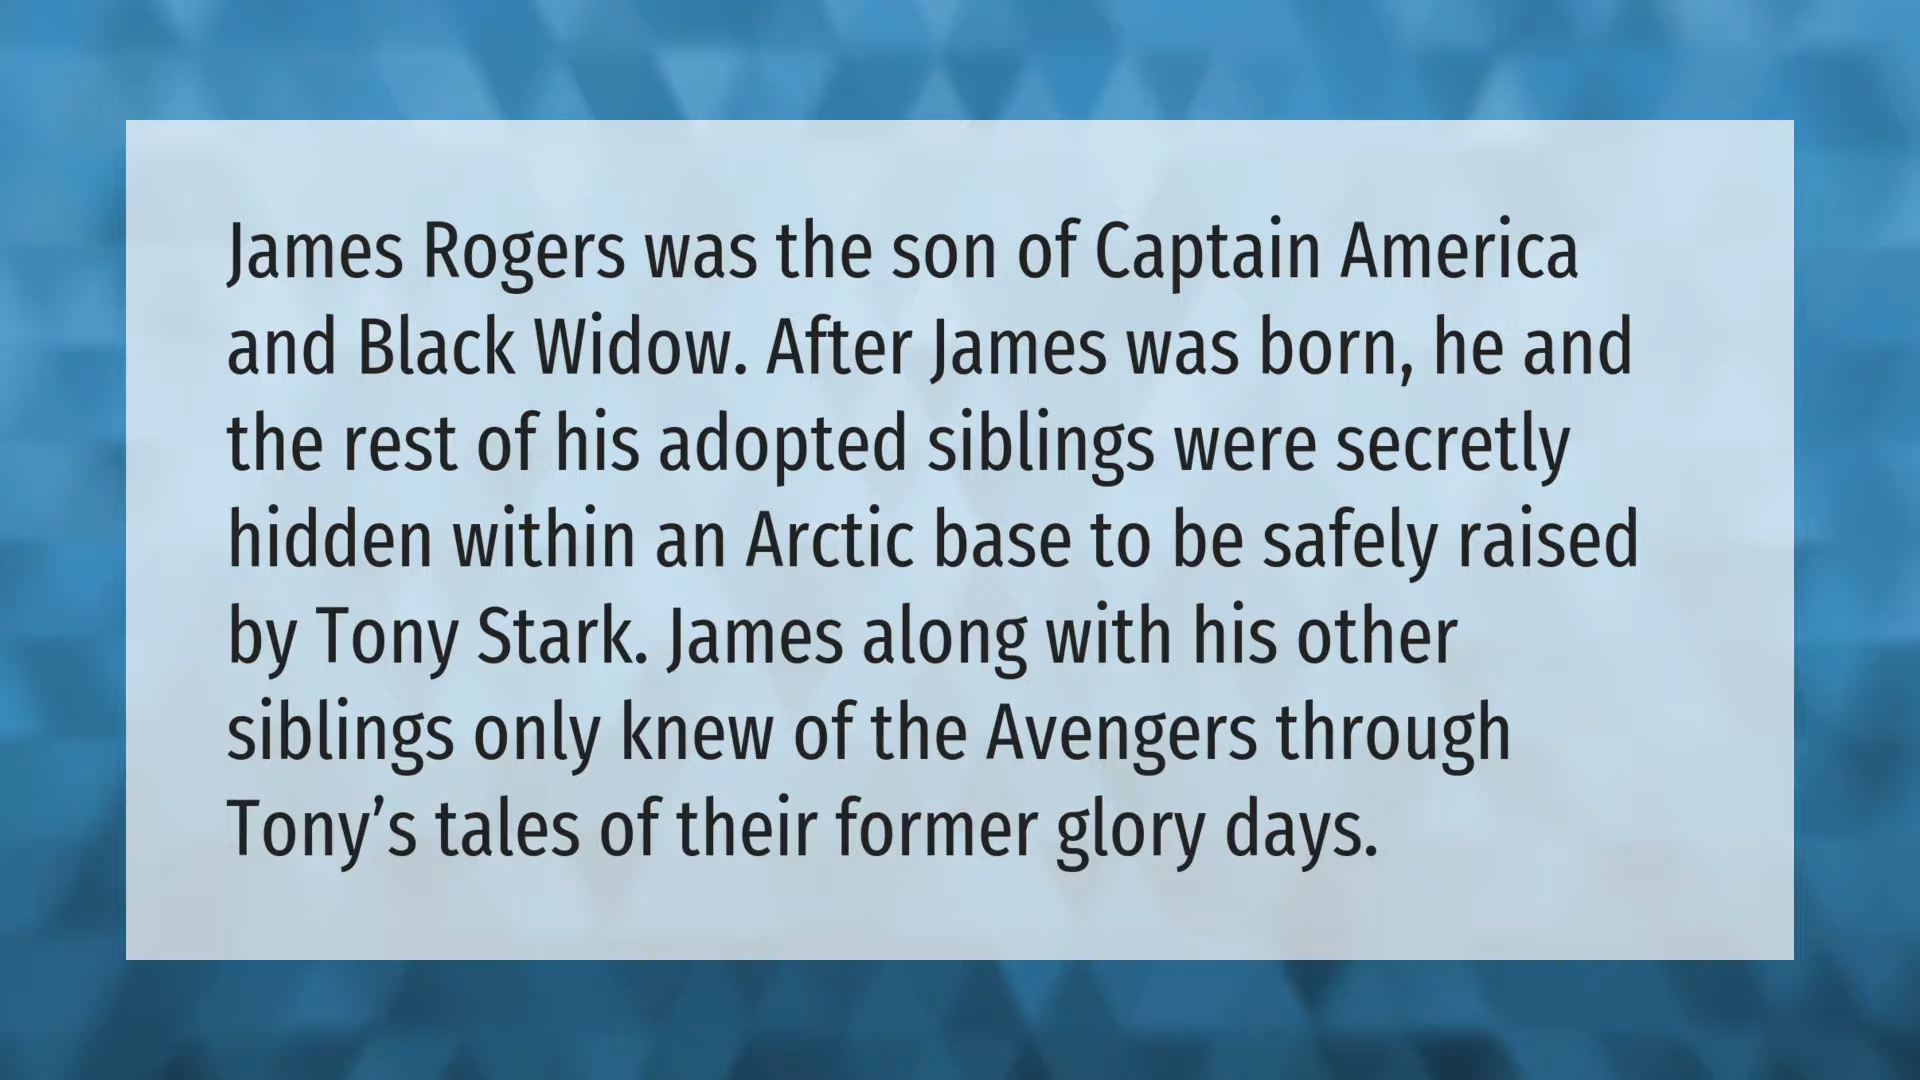 James Rogers was the son of Captain America
and Black Widow. After James was born, he and
the rest of his adopted siblings were secretly
hidden within an Arctic base to be safely raised
by Tony Stark. James along with his other
siblings only knew of the Avengers through
Tony’s tales of their former glory days.